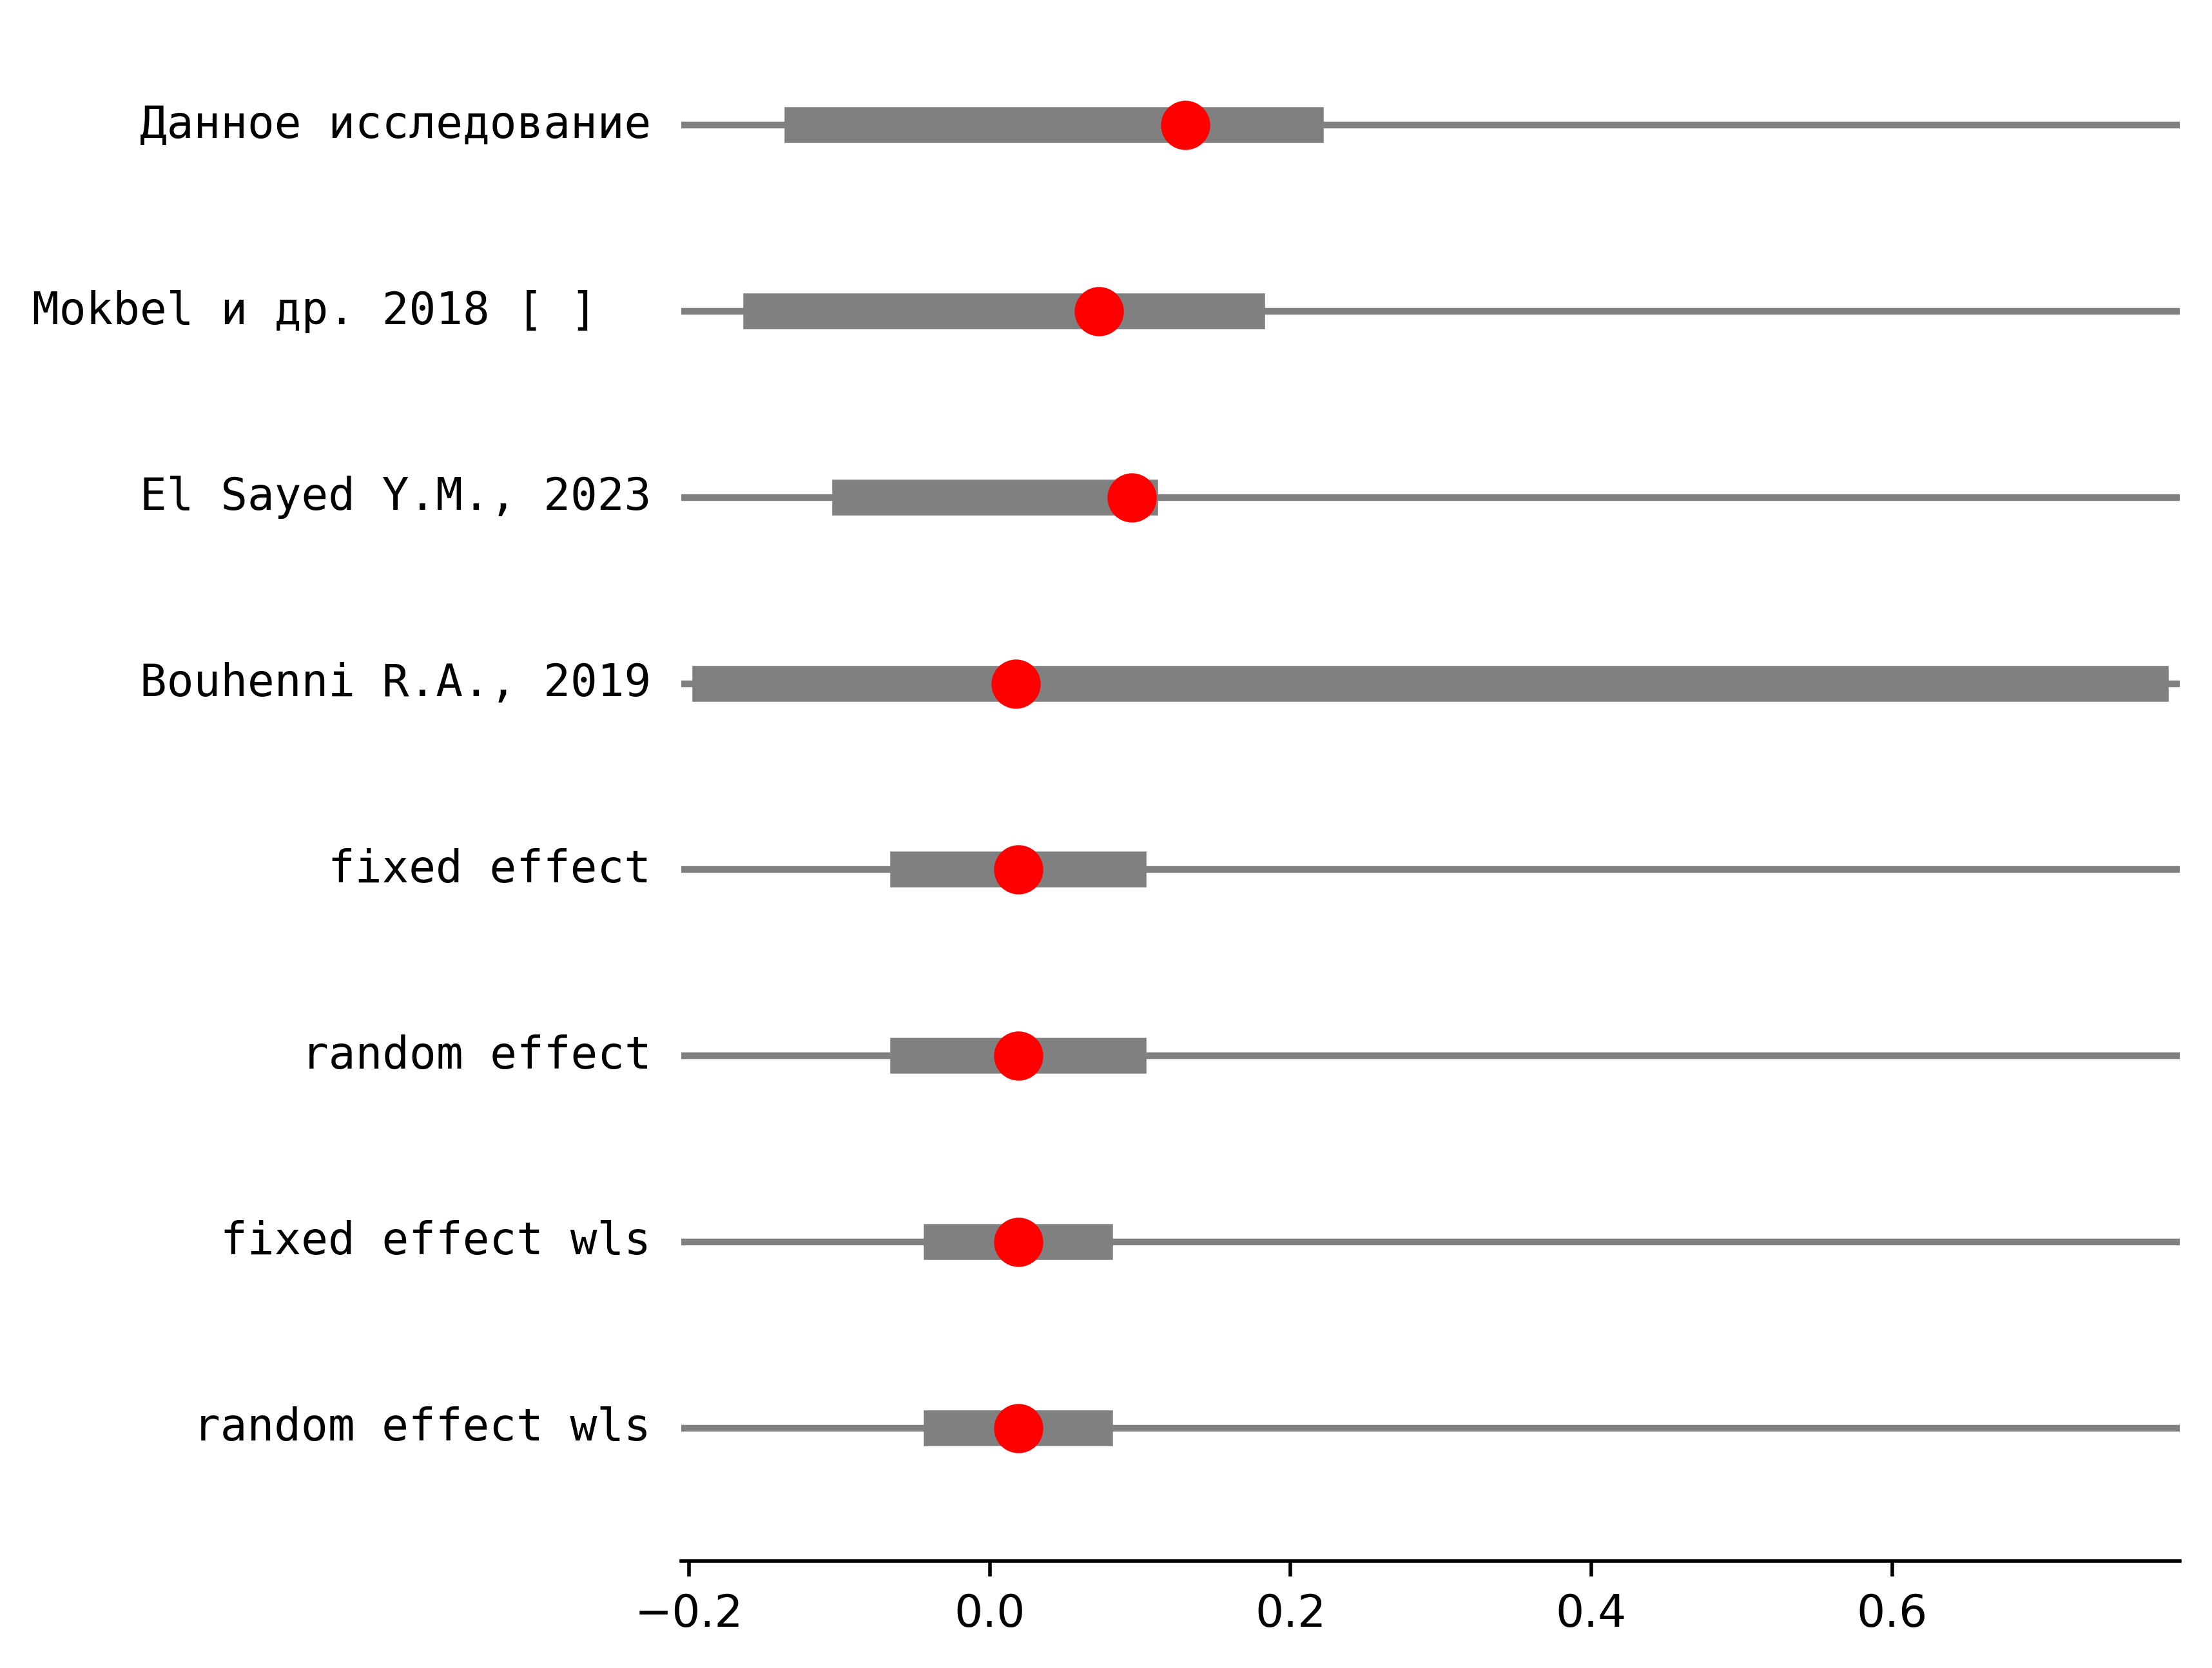 Данное исследование
Mokbel и др. 2018 [ ]
El Sayed Y.M., 2023
Bouhenni R.A., 2019
fixed effect
random effect
fixed effect wls
random effect wls
−0.2 0.0 0.2 0.4 0.6